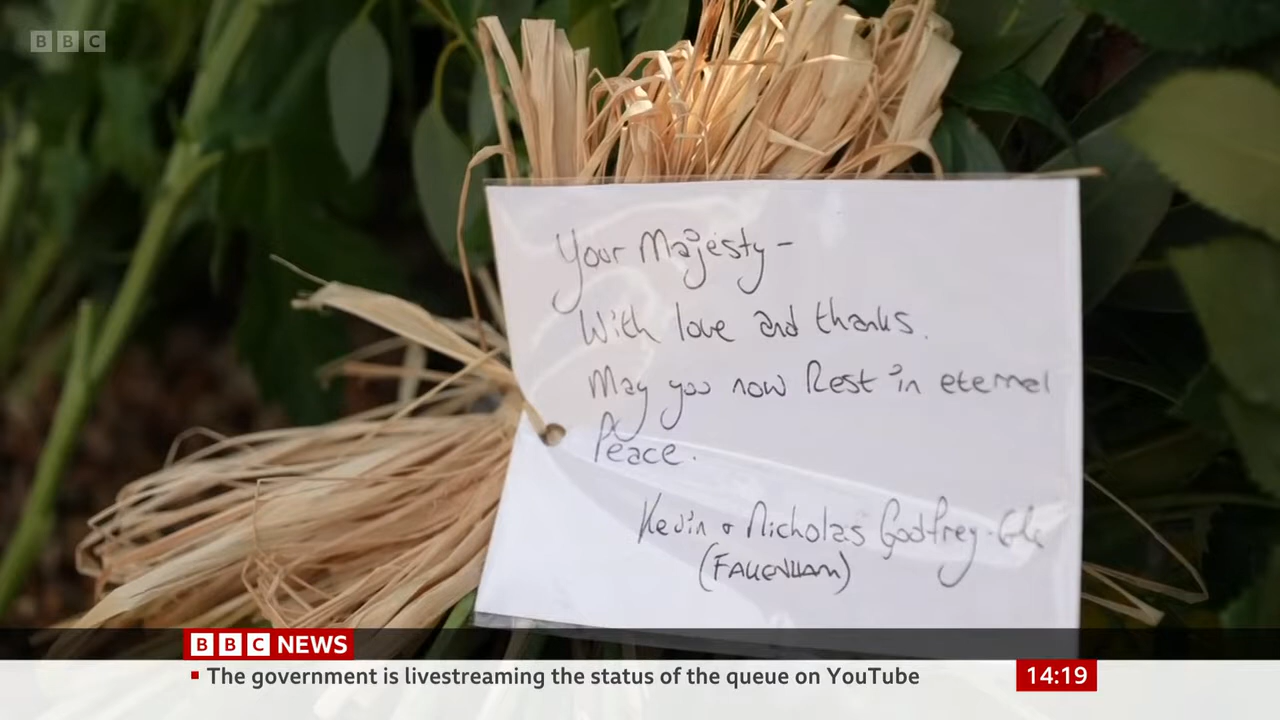 BBC
Your Majesty -
With love and thanks.
May you now Rest in eternal
Peace.
Kevin & Nicholas Godfrey-
(FAKENHAM)
BBC NEWS
The government is livestreaming the status of the queue on YouTube
14:19